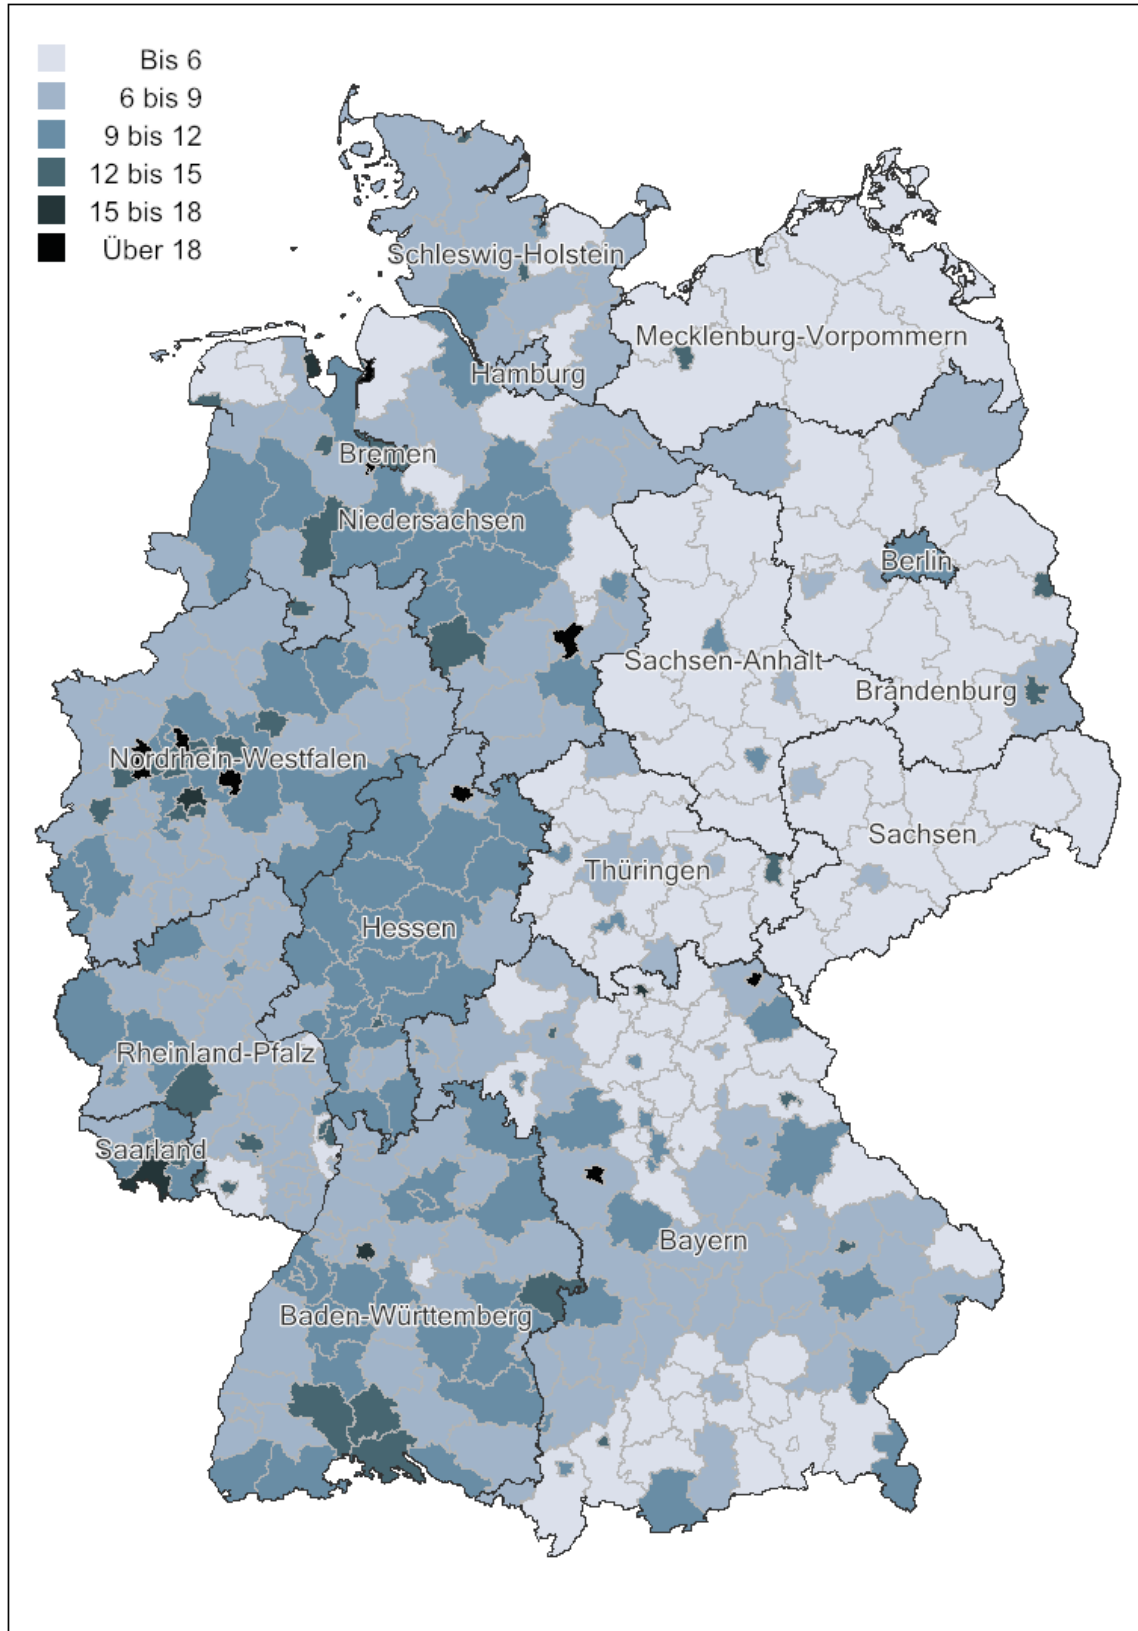 Bis 6
6 bis 9
9 bis 12
12 bis 15
15 bis 18
Über 18
Schleswig-Holstein
Mecklenburg-Vorpommern
Hamburg
Bremen
Niedersachsen
Berlin
Sachsen-Anhalt
Brandenburg
Nordrhein-Westfalen
Sachsen
Thüringen
Hessen
Rheinland-Pfalz
Saarland
Bayern
Baden-Württemberg